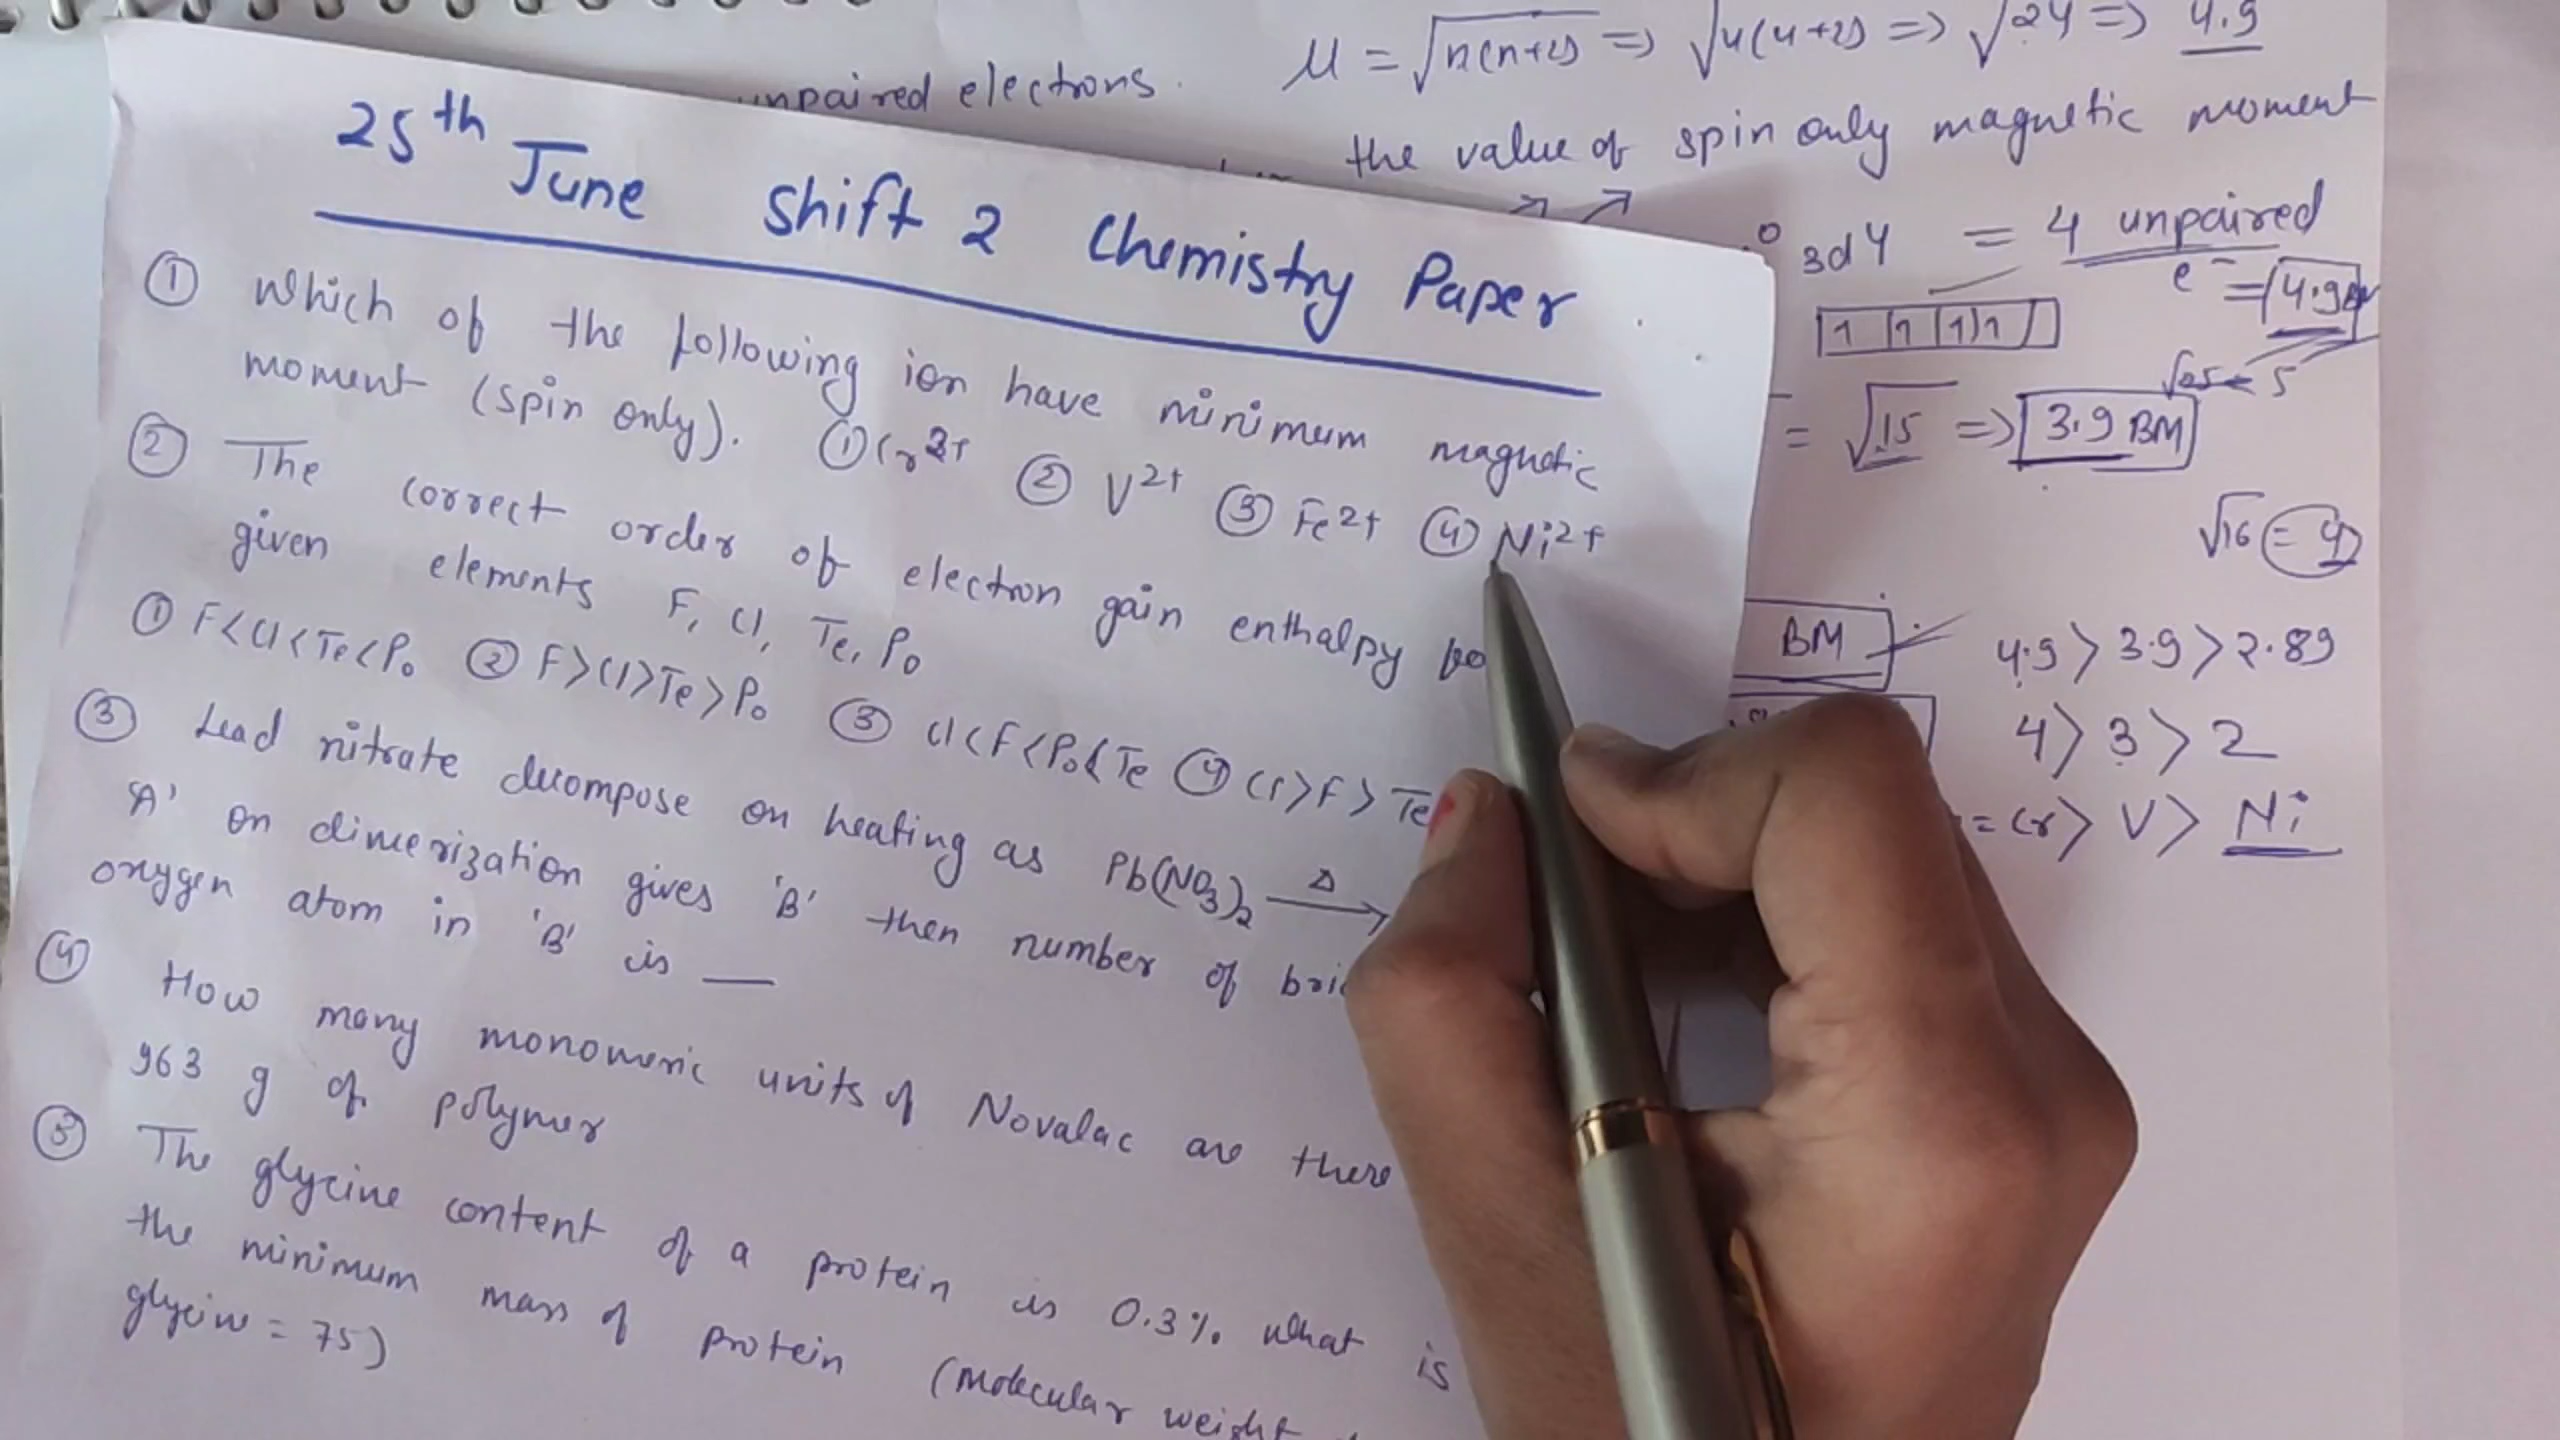 25th June Shift 2 Chemistry Paper
① Which of the following ion have minimum magnetic
moment (spin only). ① Cr2+ ② V2+ ③ Fe2+ ④ Ni2+
② The correct order of electron gain enthalpy
given elements F, Cl, Te, Po
① F<Cl<Te<Po ② F>Cl>Te>Po ③ Cl<F<Po<Te ④ Cl>F>Te
③ Lead nitrate decompose on heating as Pb(NO3)2 Δ→
'A' on dimerization gives 'B' then number of
oxygen atom in 'B' is __
④ How many monomeric units of Novalac are there
963 g of polymer
⑤ The glycine content of a protein is 0.3% what is
the minimum mass of protein (Molecular weight
glycine = 75)
unpaired electrons.
μ = √n(n+2) => √4(4+2) => √24 => 4.9
the value of spin only magnetic moment
3d4 = 4 unpaired
e- = 4.9
1 1 1 1
5
= √15 => 3.9 BM
√16 = 4
BM
4.9 > 3.9 > 2.89
4 > 3 > 2
= Cr > V > Ni